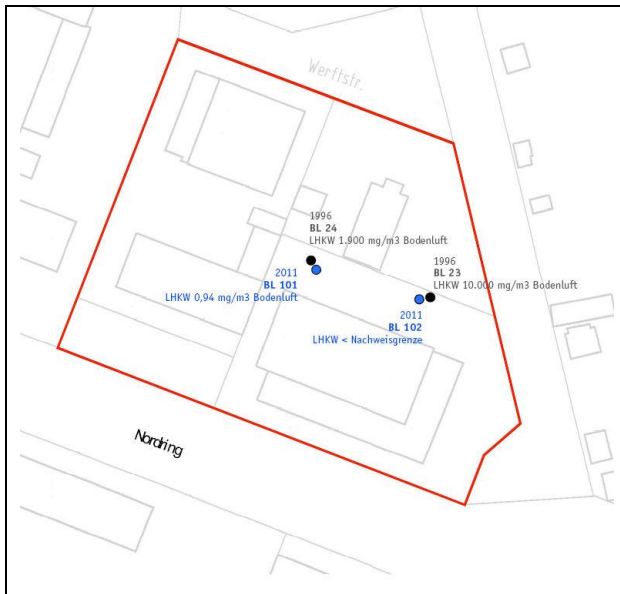 Werftstr.
1996
BL 24
LHKW 1.900 mg/m3 Bodenluft
2011
BL 101
LHKW 0,94 mg/m3 Bodenluft
1996
BL 23
LHKW 10.000 mg/m3 Bodenluft
2011
BL 102
LHKW < Nachweisgrenze
Nordring